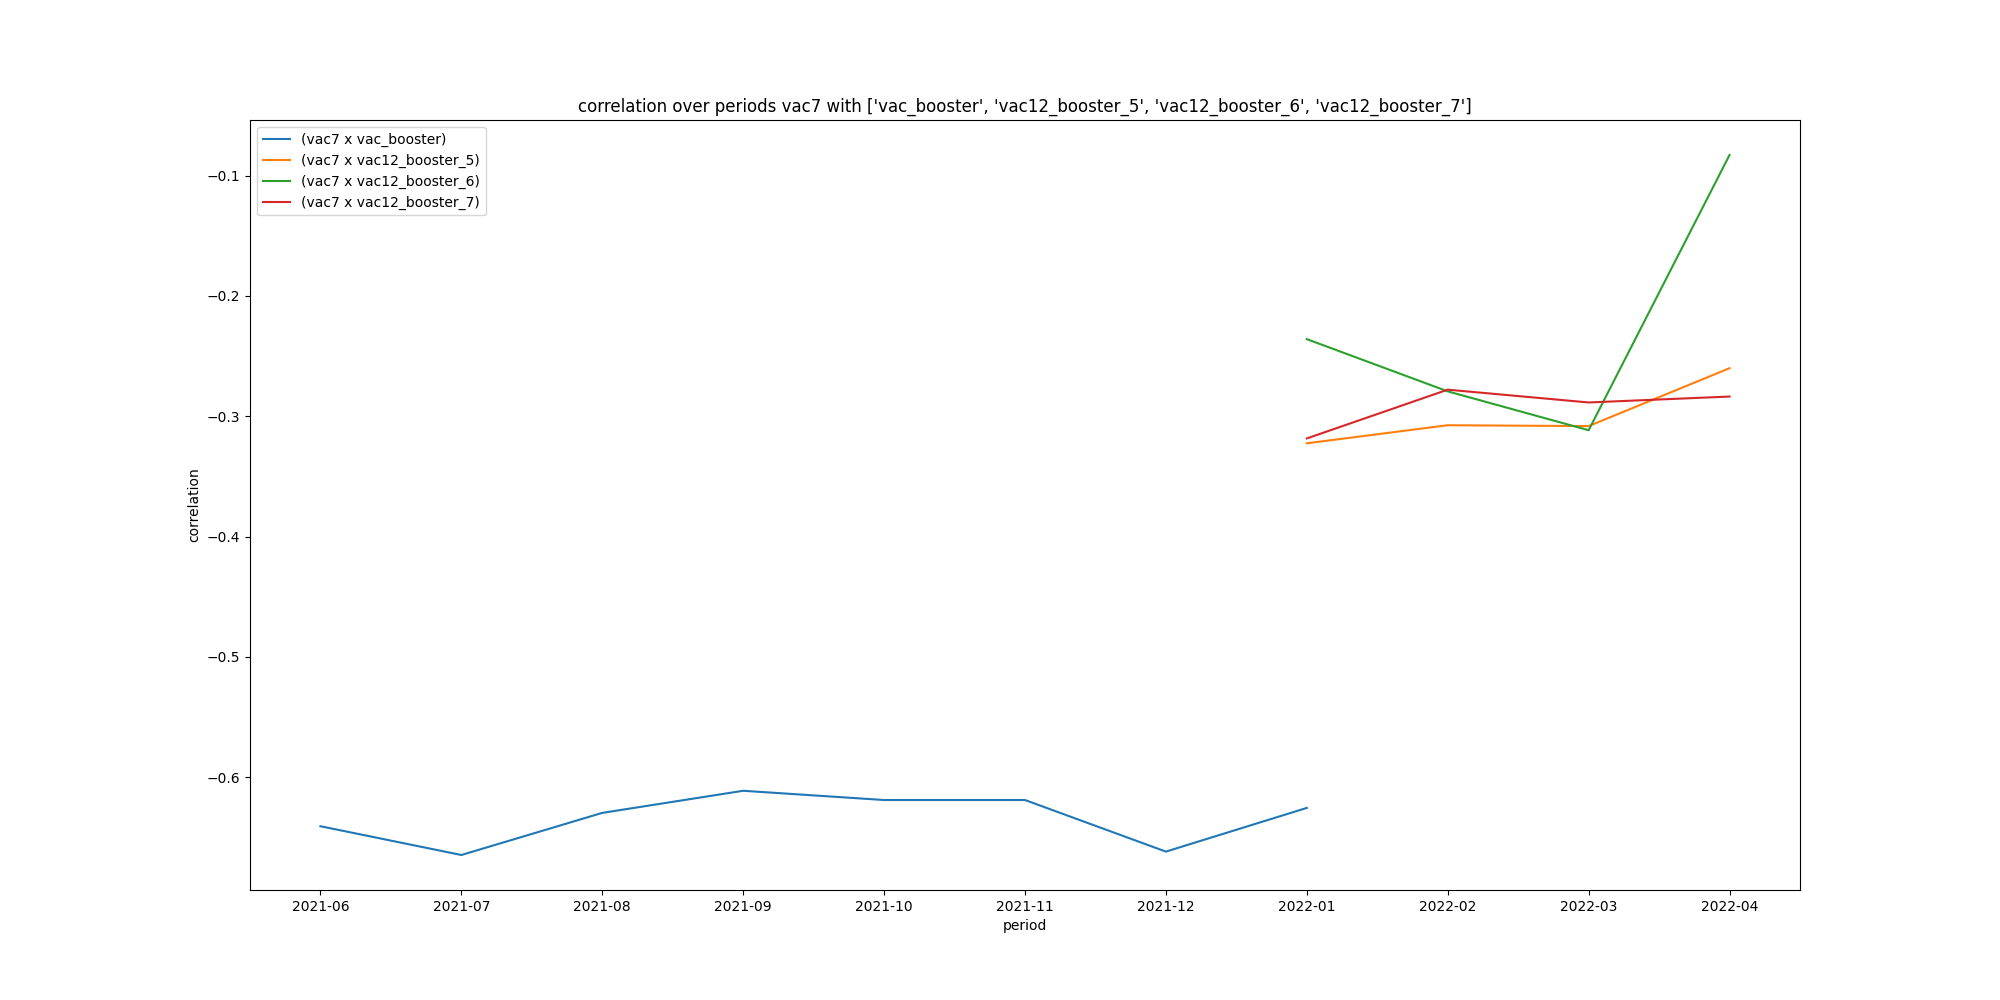 correlation over periods vac7 with ['vac_booster', 'vac12_booster_5', 'vac12_booster_6', 'vac12_booster_7']
(vac7 x vac_booster)
(vac7 x vac12_booster_5)
(vac7 x vac12_booster_6)
(vac7 x vac12_booster_7)
−0.1
−0.2
−0.3
−0.4
−0.5
−0.6
correlation
2021-06 2021-07 2021-08 2021-09 2021-10 2021-11 2021-12 2022-01 2022-02 2022-03 2022-04
period